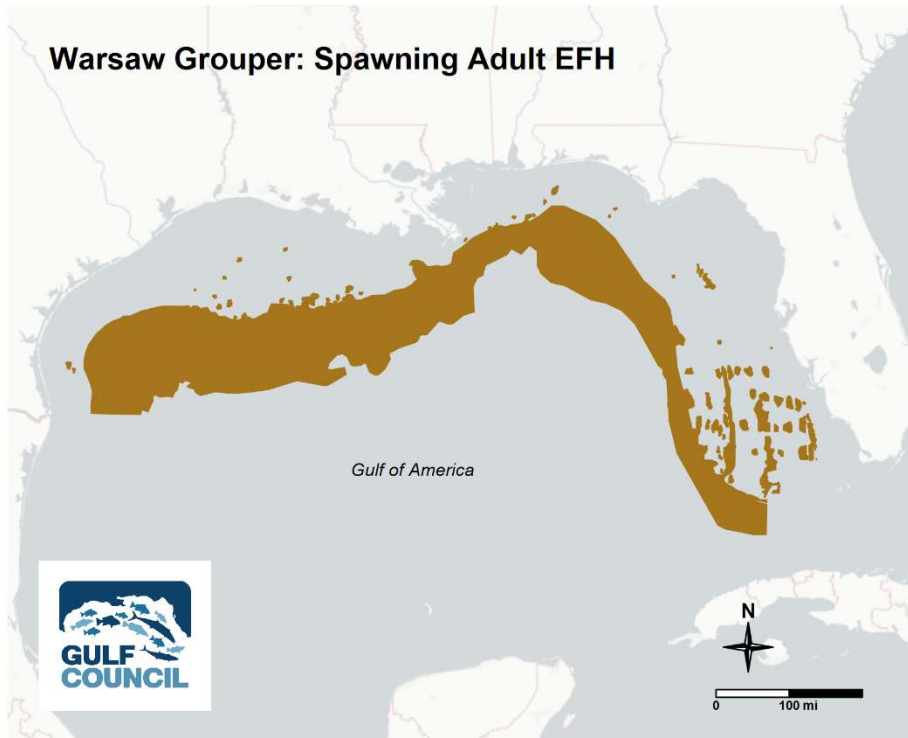 Warsaw Grouper: Spawning Adult EFH
Gulf of America
GULF
COUNCIL
N
0 100 mi